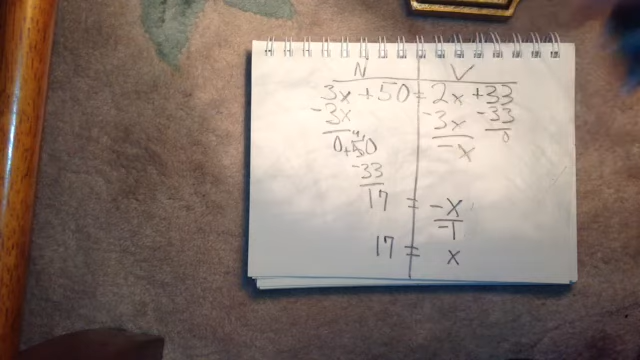 N V
3x + 50 = 2x + 33
-3x -3x -33
0 + 50 -x 0
-33
17 = -x
-1
17 = x